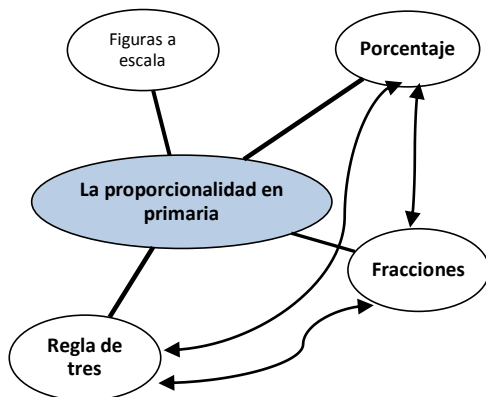 Figuras a
escala
Porcentaje
La proporcionalidad en
primaria
Fracciones
Regla de
tres